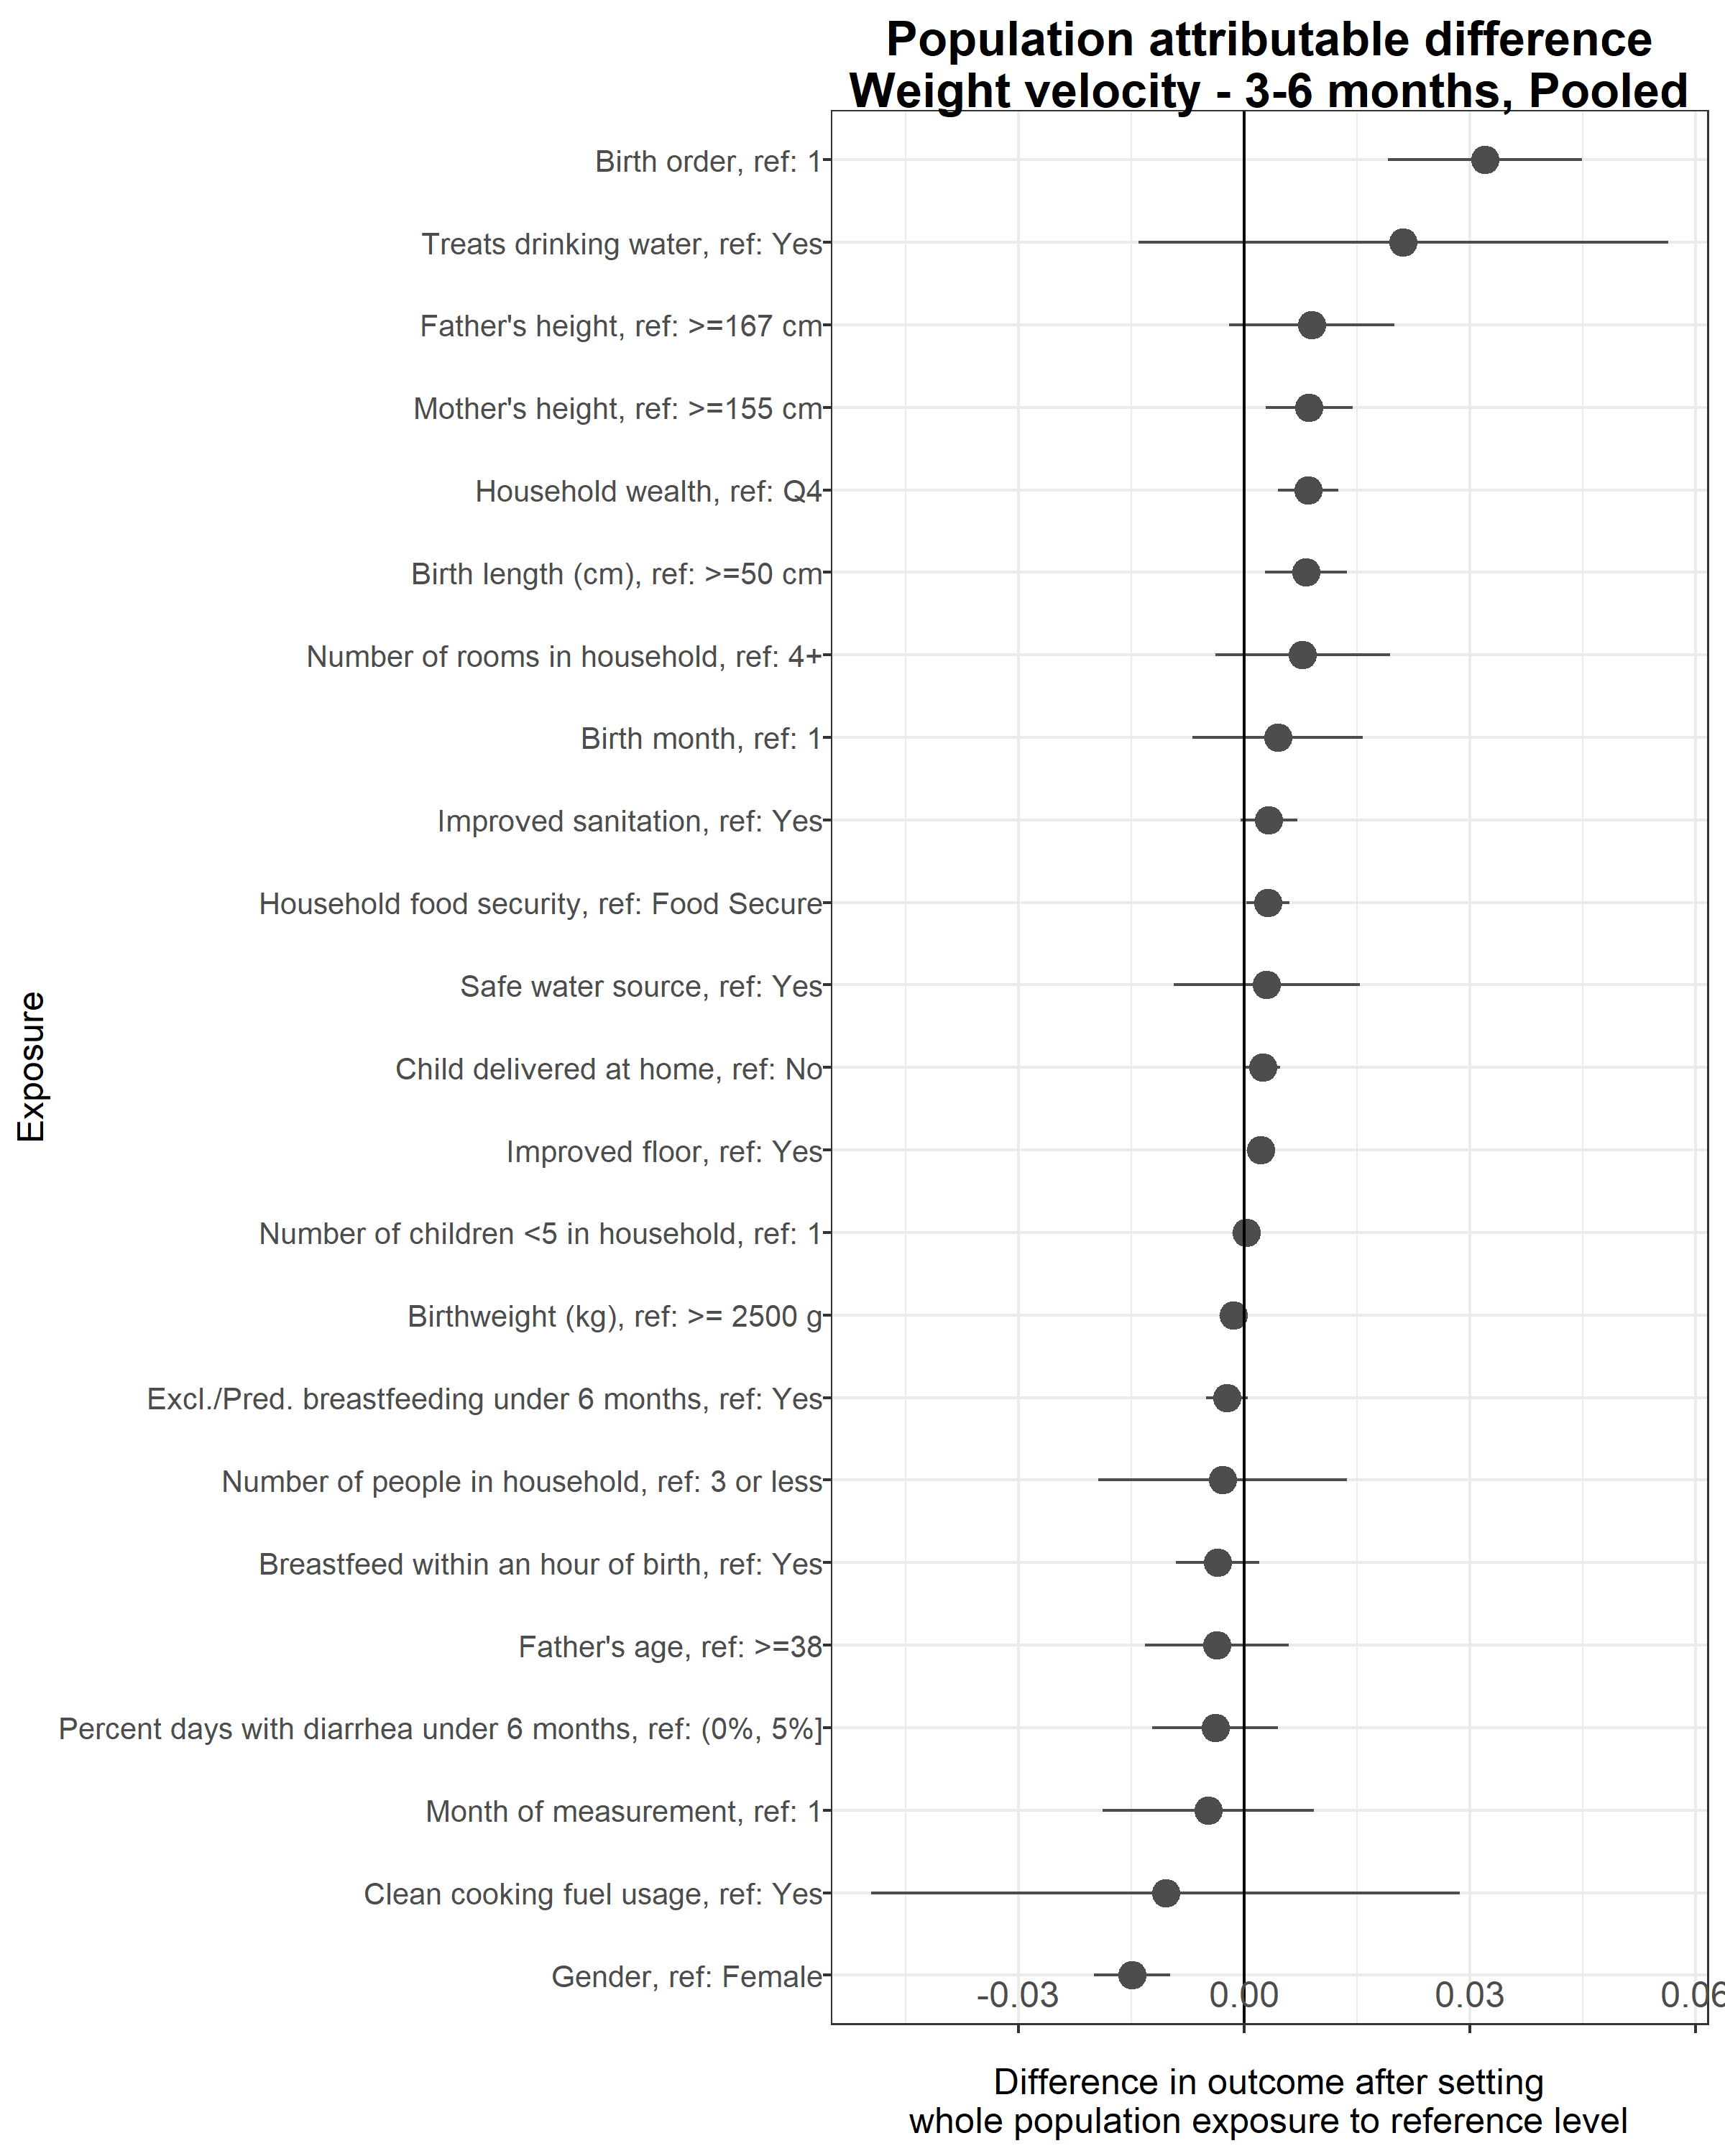 Population attributable difference
Weight velocity - 3-6 months, Pooled
Birth order, ref: 1
Treats drinking water, ref: Yes
Father's height, ref: >=167 cm
Mother's height, ref: >=155 cm
Household wealth, ref: Q4
Birth length (cm), ref: >=50 cm
Number of rooms in household, ref: 4+
Birth month, ref: 1
Improved sanitation, ref: Yes
Household food security, ref: Food Secure
Safe water source, ref: Yes
Child delivered at home, ref: No
Improved floor, ref: Yes
Number of children <5 in household, ref: 1
Birthweight (kg), ref: >= 2500 g
Excl./Pred. breastfeeding under 6 months, ref: Yes
Number of people in household, ref: 3 or less
Breastfeed within an hour of birth, ref: Yes
Father's age, ref: >=38
Percent days with diarrhea under 6 months, ref: (0%, 5%]
Month of measurement, ref: 1
Clean cooking fuel usage, ref: Yes
Gender, ref: Female
Exposure
-0.03 0.00 0.03 0.06
Difference in outcome after setting
whole population exposure to reference level